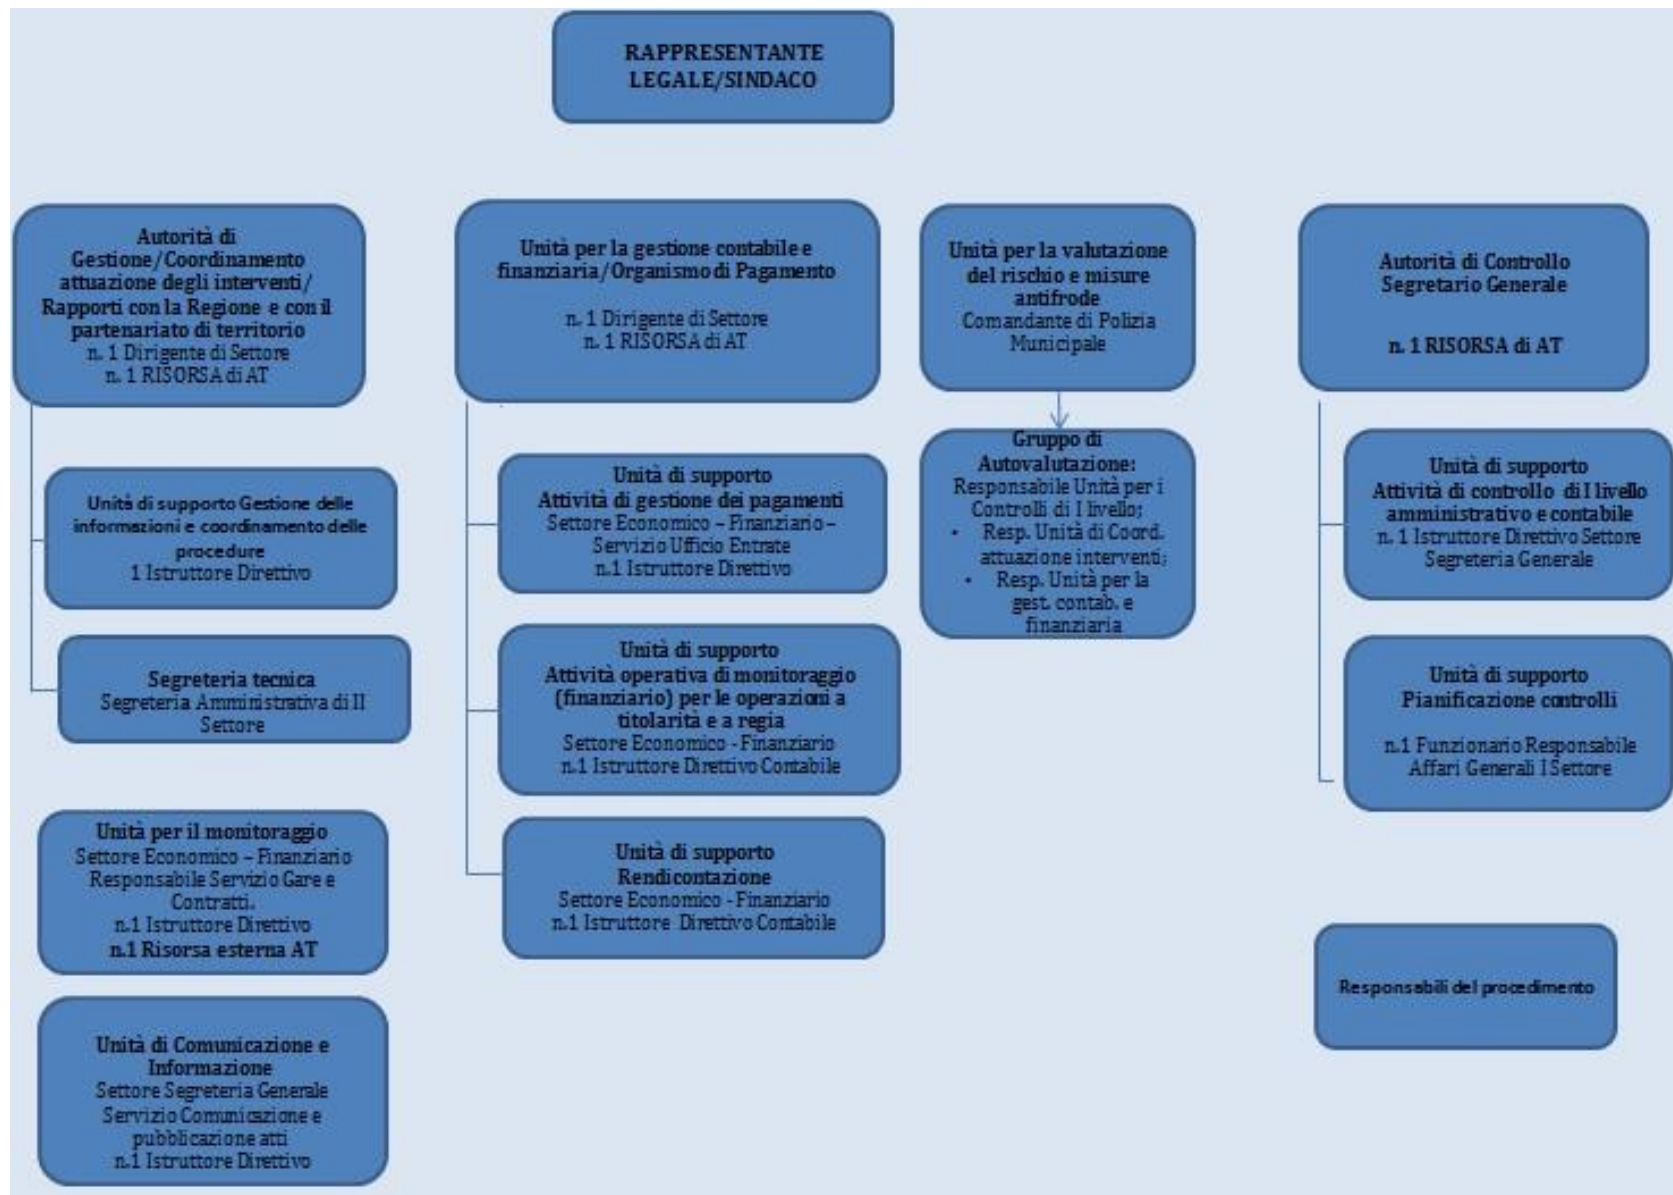 RAPPRESENTANTE
LEGALE/SINDACO
Autorità di
Gestione/Coordinamento
attuazione degli interventi/
Rapporti con la Regione e con il
partenariato di territorio
n. 1 Dirigente di Settore
n. 1 RISORSA di AT
Unità di supporto Gestione delle
informazioni e coordinamento delle
procedure
1 Istruttore Direttivo
Segreteria tecnica
Segreteria Amministrativa di II
Settore
Unità per il monitoraggio
Settore Economico – Finanziario
Responsabile Servizio Gare e
Contratti.
n.1 Istruttore Direttivo
n.1 Risorsa esterna AT
Unità di Comunicazione e
Informazione
Settore Segreteria Generale
Servizio Comunicazione e
pubblicazione atti
n.1 Istruttore Direttivo
Unità per la gestione contabile e
finanziaria/Organismo di Pagamento
n. 1 Dirigente di Settore
n. 1 RISORSA di AT
Unità di supporto
Attività di gestione dei pagamenti
Settore Economico – Finanziario –
Servizio Ufficio Entrate
n.1 Istruttore Direttivo
Unità di supporto
Attività operativa di monitoraggio
(finanziario) per le operazioni a
titolarità e a regia
Settore Economico - Finanziario
n.1 Istruttore Direttivo Contabile
Unità di supporto
Rendicontazione
Settore Economico - Finanziario
n.1 Istruttore Direttivo Contabile
Unità per la valutazione
del rischio e misure
antifrode
Comandante di Polizia
Municipale
Gruppo di
Autovalutazione:
Responsabile Unità per i
Controlli di I livello;
• Resp. Unità di Coord.
attuazione interventi;
• Resp. Unità per la
gest. contab. e
finanziaria
Autorità di Controllo
Segretario Generale
n. 1 RISORSA di AT
Unità di supporto
Attività di controllo di I livello
amministrativo e contabile
n. 1 Istruttore Direttivo Settore
Segreteria Generale
Unità di supporto
Pianificazione controlli
n.1 Funzionario Responsabile
Affari Generali I Settore
Responsabili del procedimento